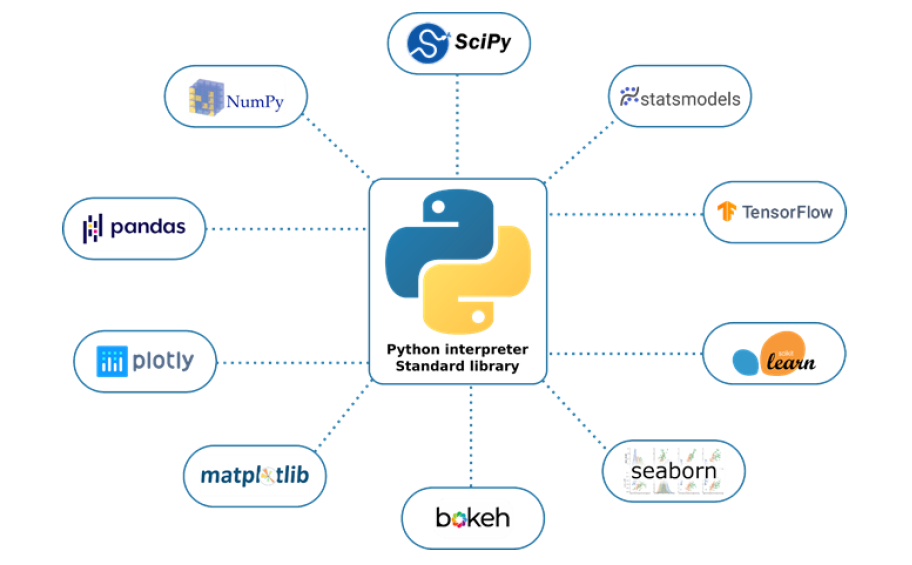 SciPy
NumPy
statsmodels
pandas
TensorFlow
Python interpreter
Standard library
plotly
scikit
learn
matplotlib
seaborn
bokeh